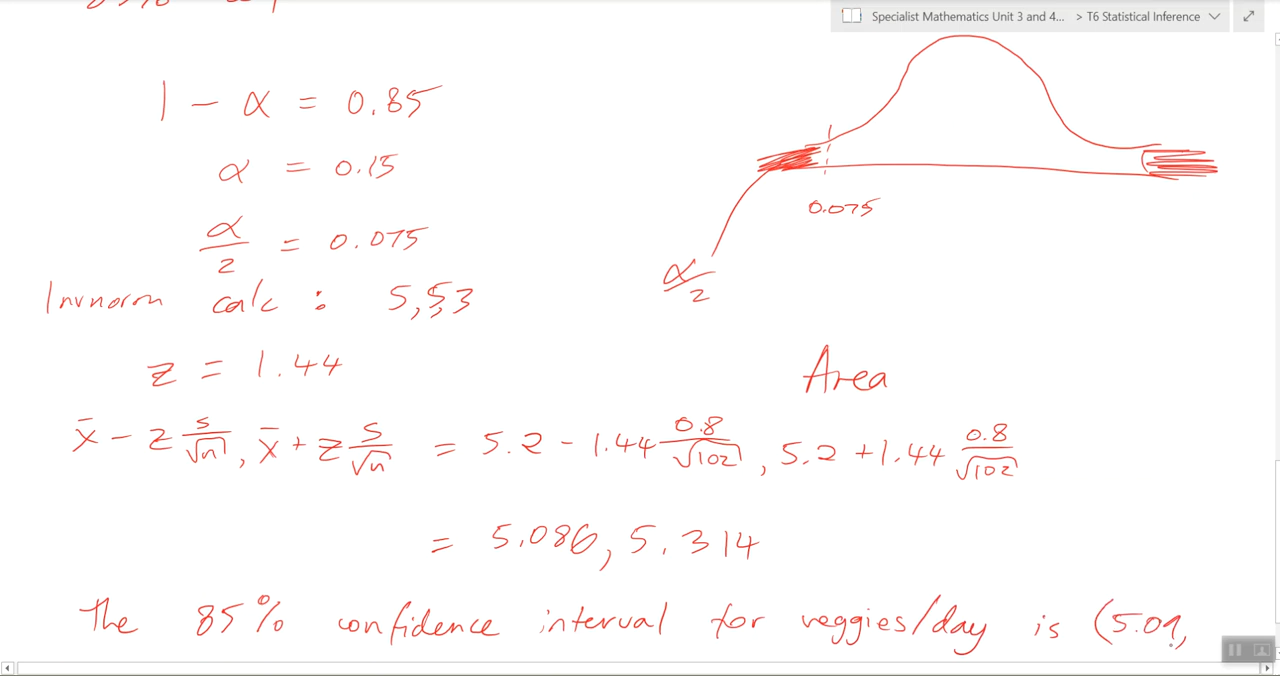 Specialist Mathematics Unit 3 and 4... > T6 Statistical Inference
1 - α = 0.85
α = 0.15
α/2 = 0.075
0.075
α/2
Invnorm calc : 5,5,3
z = 1.44
Area
x̄ - z s/√n, x̄ + z s/√n = 5.2 - 1.44 0.8/√102, 5.2 + 1.44 0.8/√102
= 5.086, 5.314
The 85% confidence interval for veggies/day is (5.09,